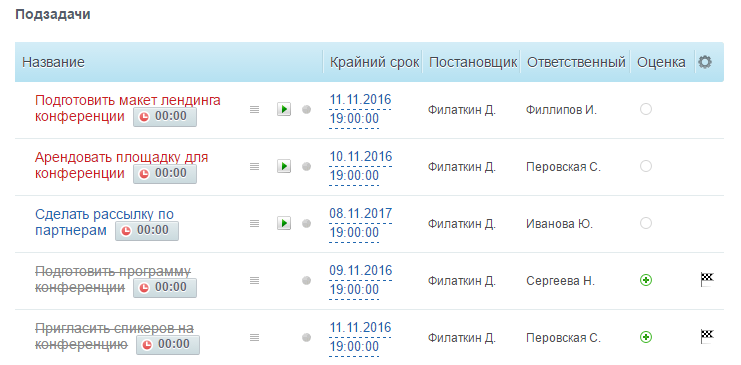 Подзадачи
Название Крайний срок Постановщик Ответственный Оценка
Подготовить макет лендинга 11.11.2016
конференции 00:00 19:00:00 Филаткин Д. Филлипов И.
Арендовать площадку для 10.11.2016
конференции 00:00 19:00:00 Филаткин Д. Перовская С.
Сделать рассылку по 08.11.2017
партнерам 00:00 19:00:00 Филаткин Д. Иванова Ю.
Подготовить программу 09.11.2016
конференции 00:00 19:00:00 Филаткин Д. Сергеева Н.
Пригласить спикеров на 11.11.2016
конференцию 00:00 19:00:00 Филаткин Д. Перовская С.